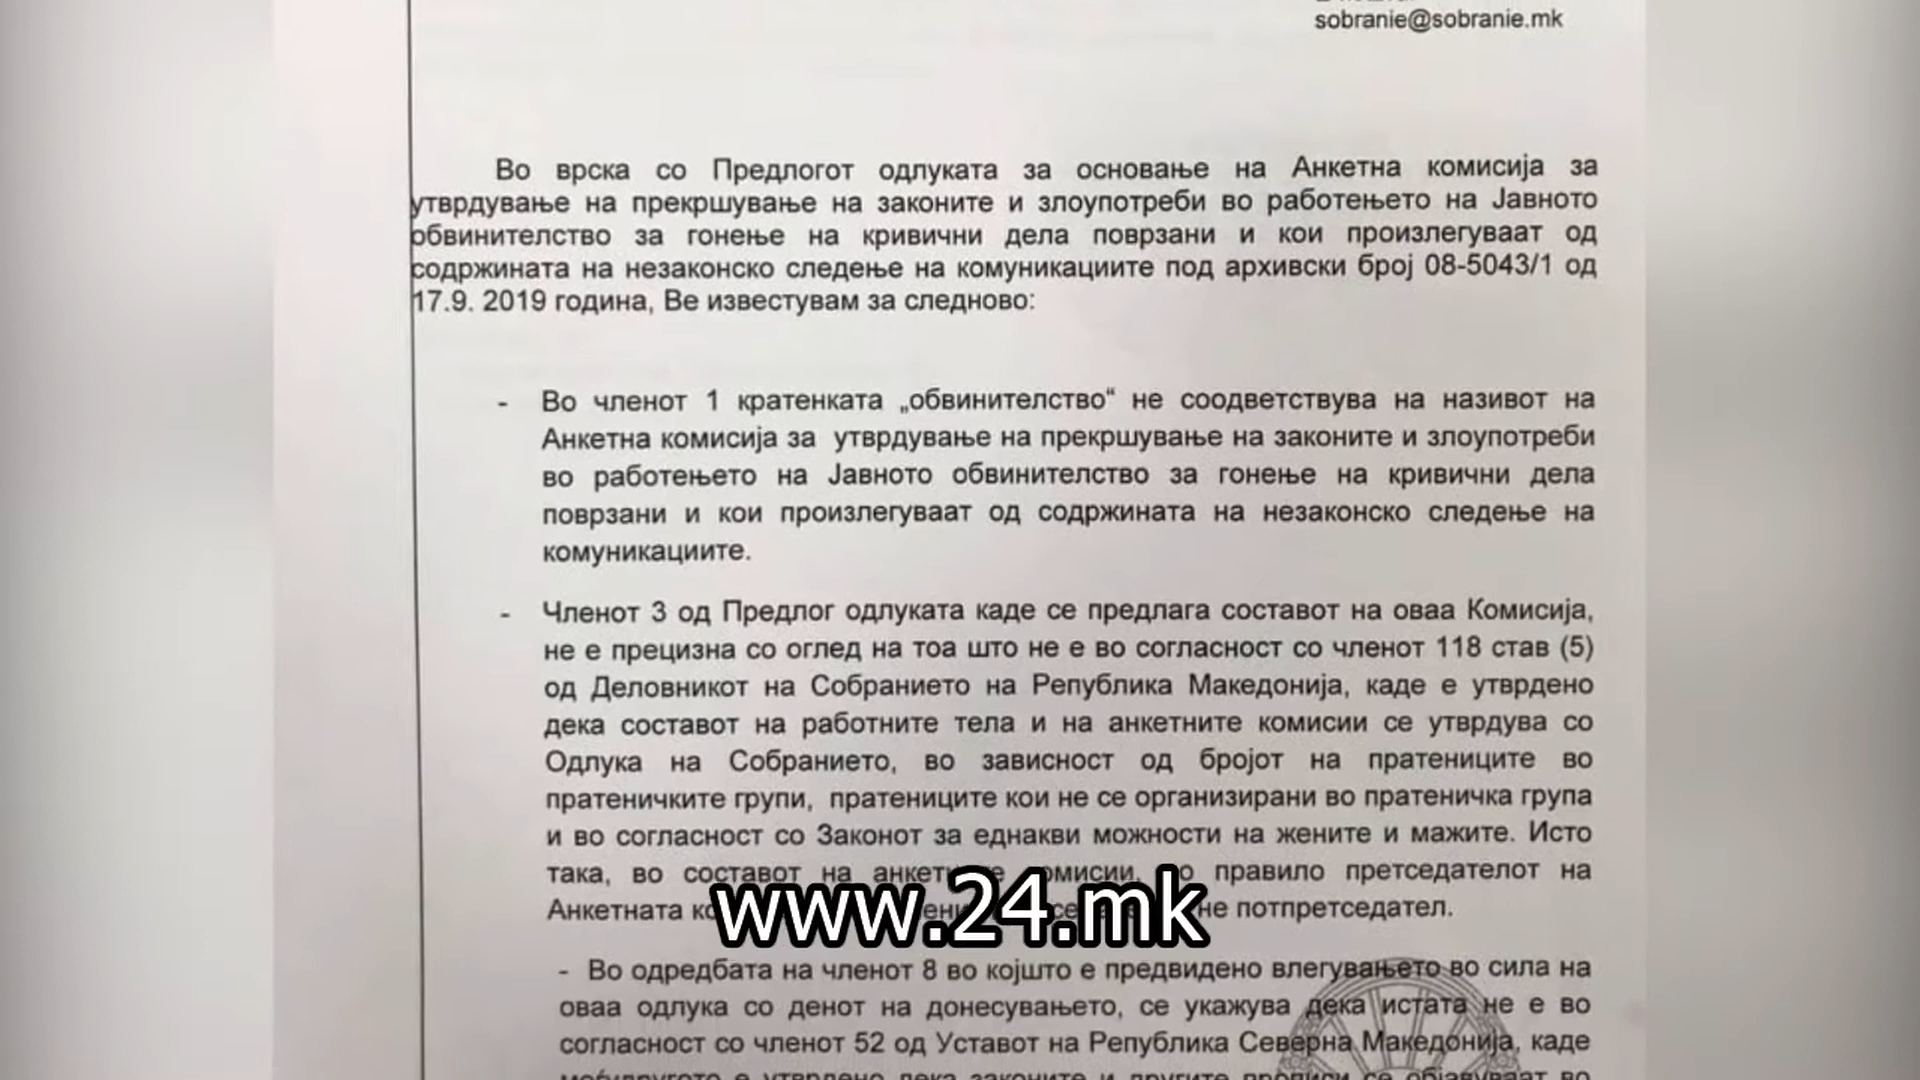 sobranie@sobranie.mk
Во врска со Предлогот одлуката за основање на Анкетна комисија за
утврдување на прекршување на законите и злоупотреби во работењето на Јавното
обвинителство за гонење на кривични дела поврзани и кои произлегуваат од
содржината на незаконско следење на комуникациите под архивски број 08-5043/1 од
17.9. 2019 година, Ве известувам за следново:
- Во членот 1 кратенката „обвинителство“ не соодветствува на називот на
Анкетна комисија за утврдување на прекршување на законите и злоупотреби
во работењето на Јавното обвинителство за гонење на кривични дела
поврзани и кои произлегуваат од содржината на незаконско следење на
комуникациите.
- Членот 3 од Предлог одлуката каде се предлага составот на оваа Комисија,
не е прецизна со оглед на тоа што не е во согласност со членот 118 став (5)
од Деловникот на Собранието на Република Македонија, каде е утврдено
дека составот на работните тела и на анкетните комисии се утврдува со
Одлука на Собранието, во зависност од бројот на пратениците во
пратеничките групи, пратениците кои не се организирани во пратеничка група
и во согласност со Законот за еднакви можности на жените и мажите. Исто
така, во составот на анкетните комисии, по правило претседателот на
Анкетната не потпретседател.
www.24.mk
- Во одредбата на членот 8 во којшто е предвидено влегувањето во сила на
оваа одлука со денот на донесувањето, се укажува дека истата не е во
согласност со членот 52 од Уставот на Република Северна Македонија, каде
меѓудругото е утврдено дека законите и другите прописи се објавуваат во